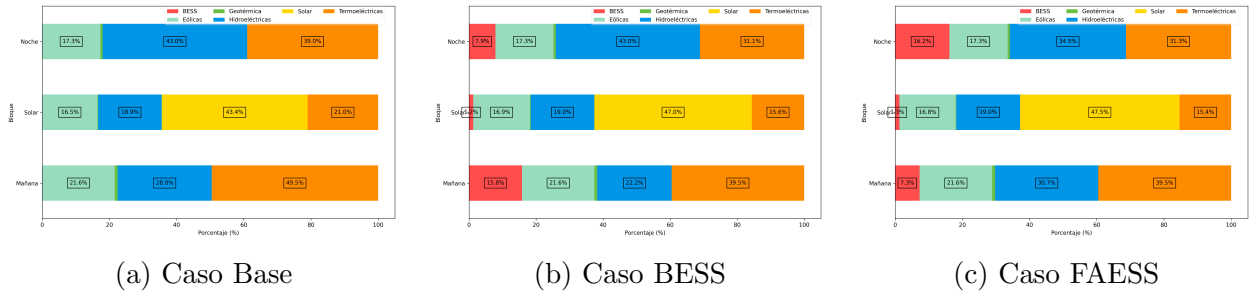 BESS Geotérmica Solar Termoeléctricas
Eólicas Hidroeléctricas
Noche 17.3% 43.0% 39.0%
Bloque
Solar 16.5% 18.9% 43.4% 21.0%
Mañana 21.6% 28.0% 49.5%
0 20 40 60 80 100
Porcentaje (%)
(a) Caso Base
BESS Geotérmica Solar Termoeléctricas
Eólicas Hidroeléctricas
Noche 7.9% 17.3% 43.0% 31.1%
Bloque
Solar 16.9% 19.0% 47.0% 15.6%
Mañana 15.8% 21.6% 22.2% 39.5%
0 20 40 60 80 100
Porcentaje (%)
(b) Caso BESS
BESS Geotérmica Solar Termoeléctricas
Eólicas Hidroeléctricas
Noche 16.2% 17.3% 34.5% 31.3%
Bloque
Solar 16.8% 19.0% 47.5% 15.4%
Mañana 7.3% 21.6% 30.7% 39.5%
0 20 40 60 80 100
Porcentaje (%)
(c) Caso FAESS